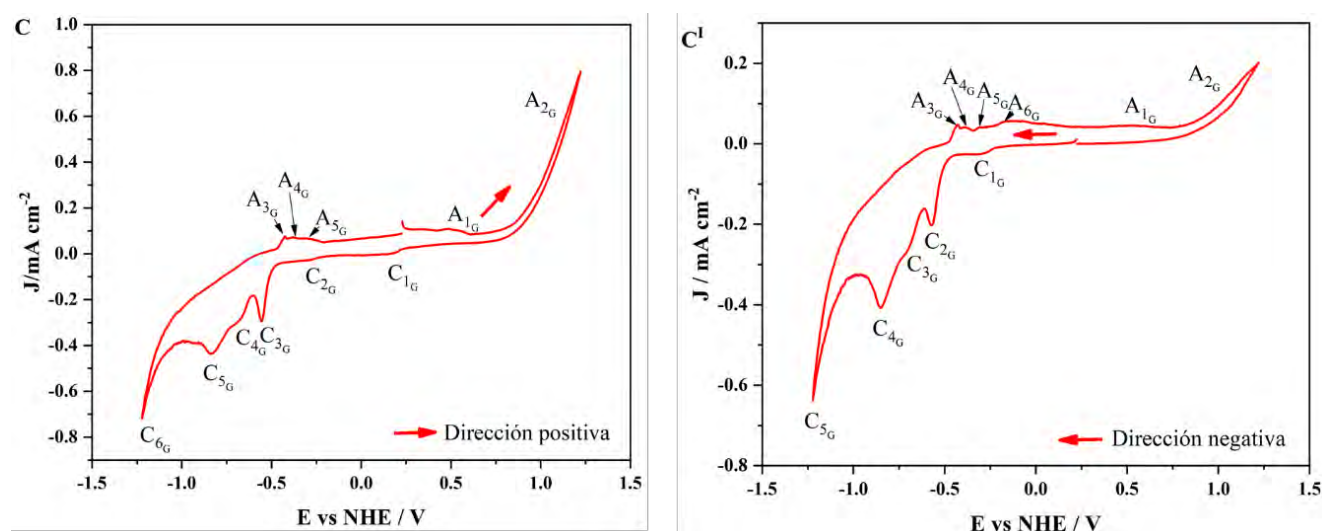 C
1.0
0.8
0.6
0.4
0.2
0.0
-0.2
-0.4
-0.6
-0.8
J/mA cm⁻²
A₂G
A₄G
A₃G
A₅G
A₁G
C₂G
C₁G
C₄G
C₃G
C₅G
C₆G
Dirección positiva
-1.5 -1.0 -0.5 0.0 0.5 1.0 1.5
E vs NHE / V
Cᴵ
0.2
0.0
-0.2
-0.4
-0.6
-0.8
J / mA cm⁻²
A₂G
A₄G
A₃G
A₅G
A₆G
A₁G
C₁G
C₂G
C₃G
C₄G
C₅G
Dirección negativa
-1.5 -1.0 -0.5 0.0 0.5 1.0 1.5
E vs NHE / V